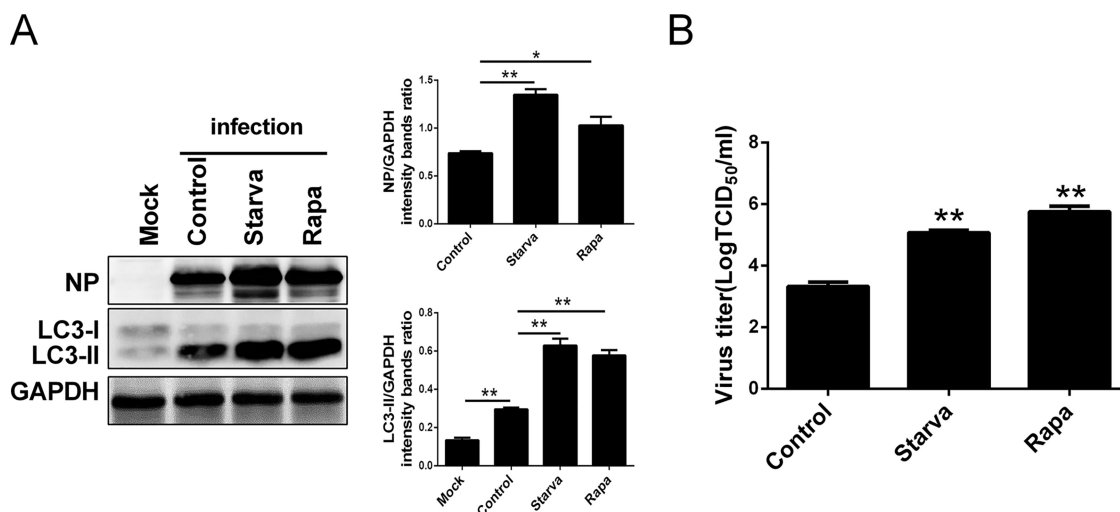 A
infection
Mock
Control
Starva
Rapa
NP
LC3-I
LC3-II
GAPDH
NP/GAPDH
intensity bands ratio
1.5
1.0
0.5
0.0
*
**
Control
Starva
Rapa
LC3-II/GAPDH
intensity bands ratio
0.8
0.6
0.4
0.2
0.0
**
**
**
Mock
Control
Starva
Rapa
B
Virus titer(LogTCID50/ml)
8
6
4
2
0
**
**
Control
Starva
Rapa